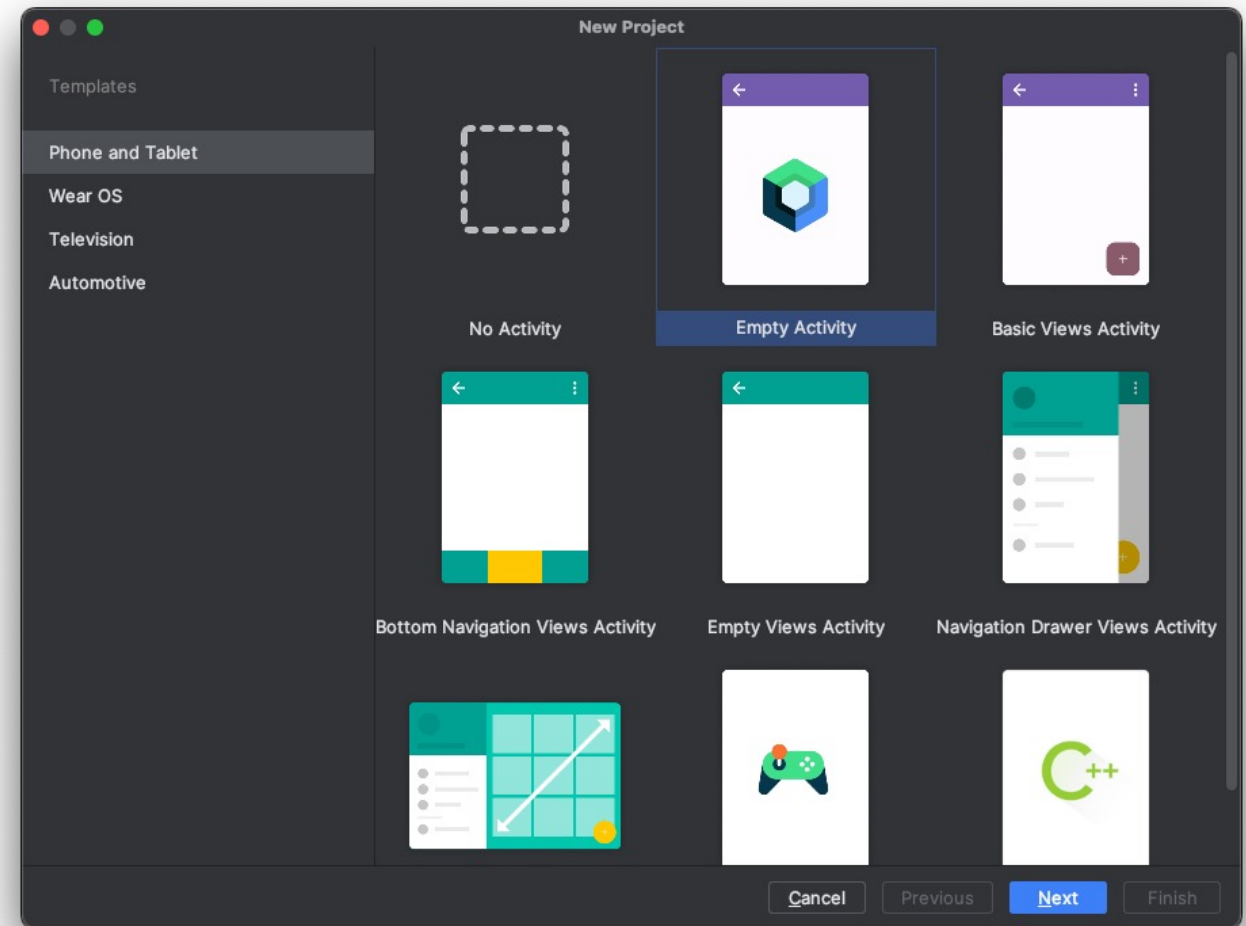 New Project
Templates
Phone and Tablet
Wear OS
Television
Automotive
No Activity
Empty Activity
Basic Views Activity
Bottom Navigation Views Activity
Empty Views Activity
Navigation Drawer Views Activity
C++
Cancel
Previous
Next
Finish